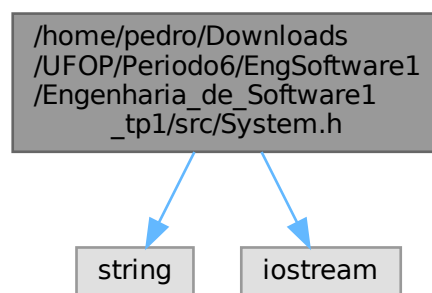 /home/pedro/Downloads
/UFOP/Periodo6/EngSoftware1
/Engenharia_de_Software1
_tp1/src/System.h
string
iostream